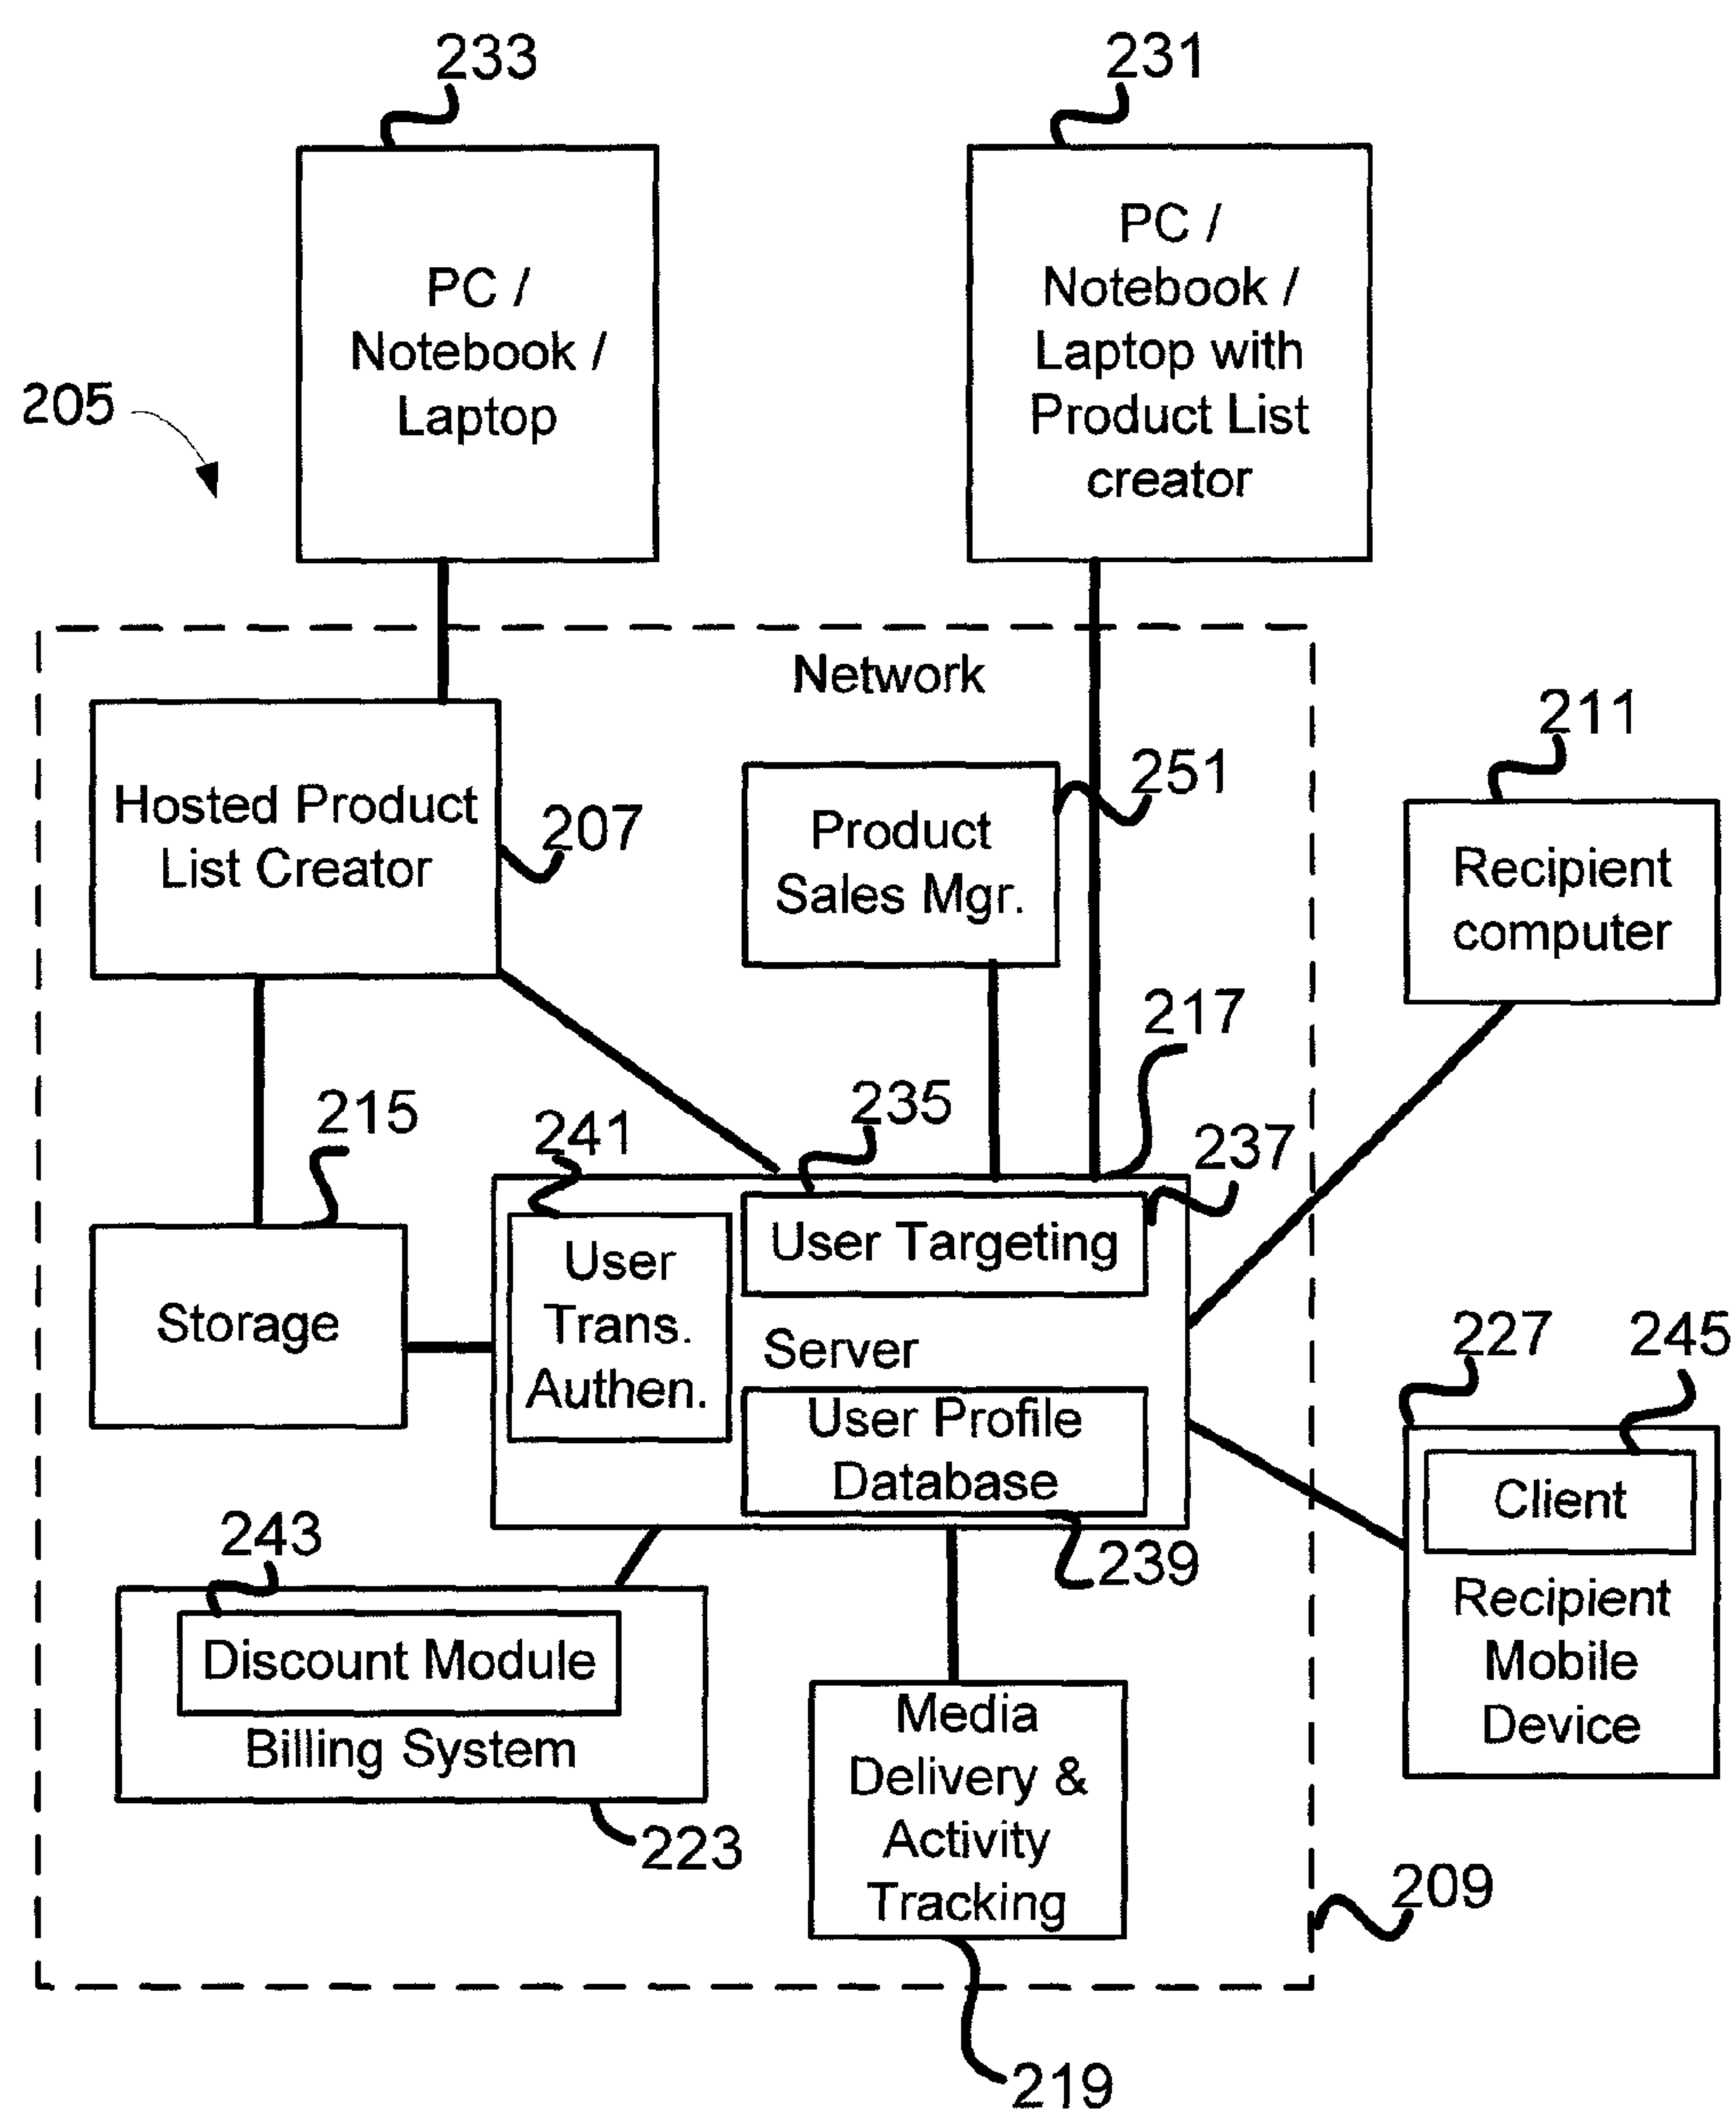 233
231
PC /
Notebook /
Laptop
PC /
Notebook /
Laptop with
Product List
creator
205
Network
211
251
Hosted Product
List Creator
207
Product
Sales Mgr.
Recipient
computer
217
215
241
235
237
User Targeting
User
Trans.
Authen.
Storage
Server
227
245
User Profile
Database
Client
243
239
Recipient
Mobile
Device
Discount Module
Billing System
Media
Delivery &
Activity
Tracking
223
209
219